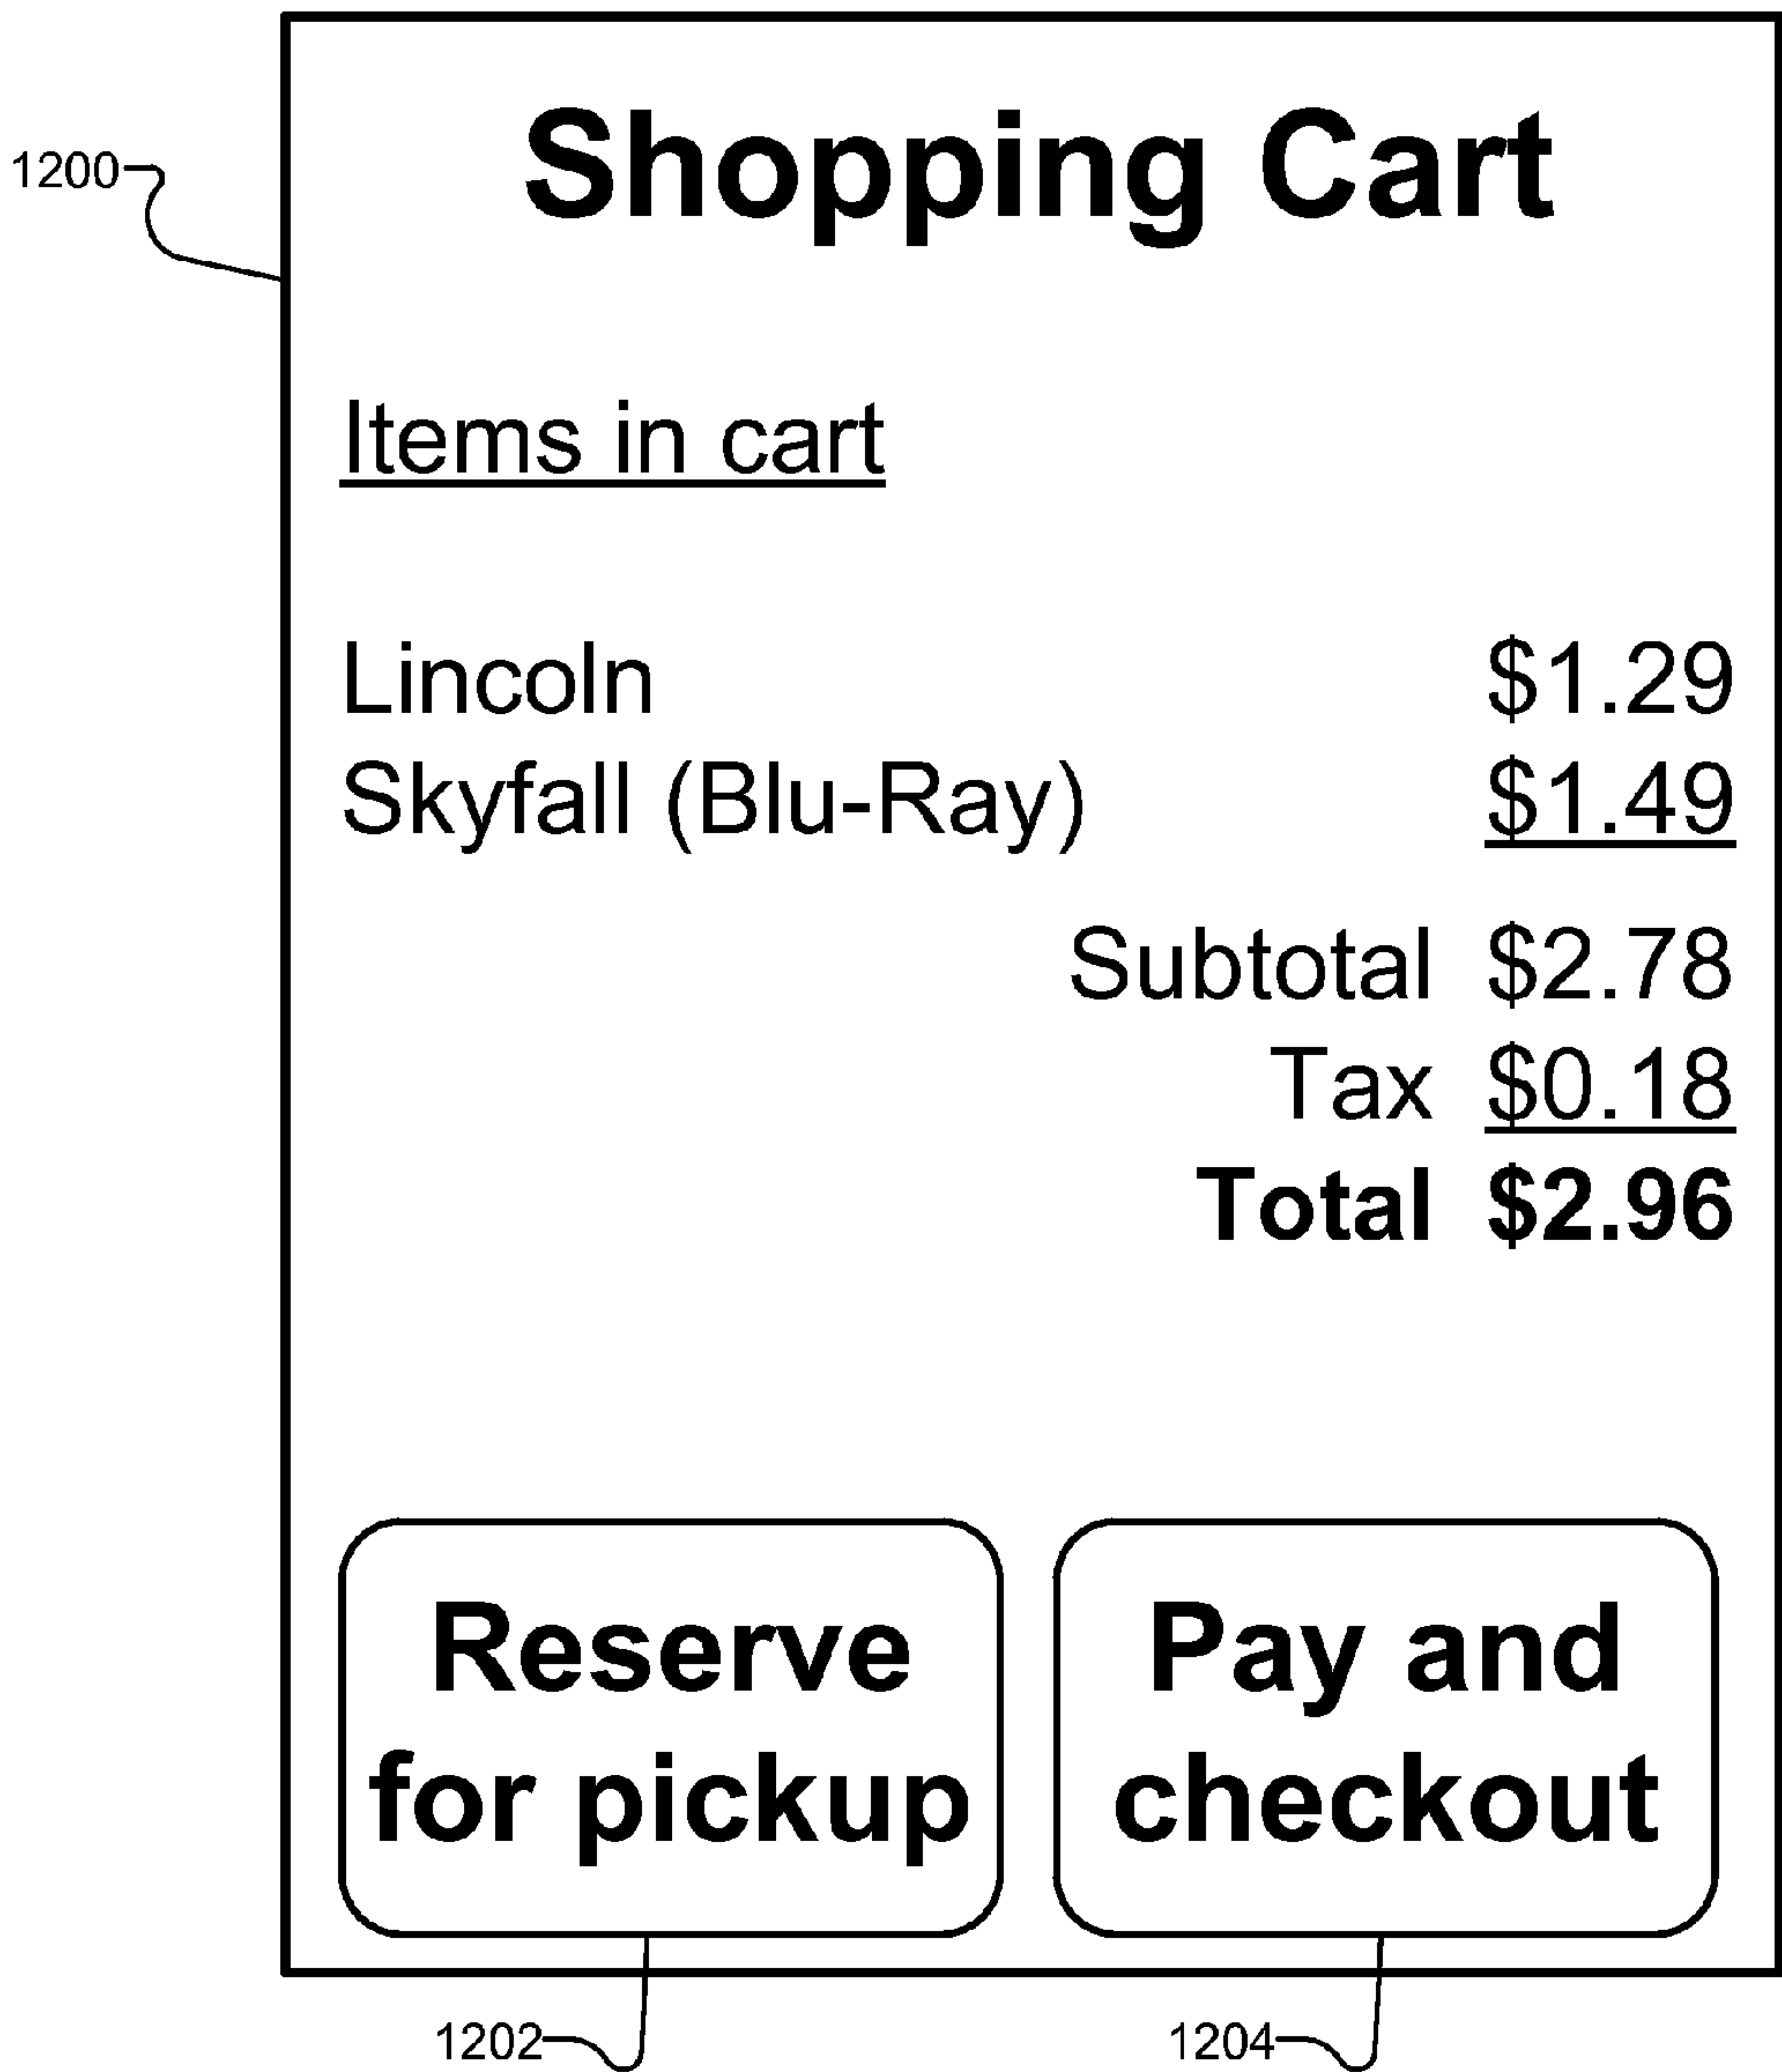 Shopping Cart
1200
Items in cart
Lincoln $1.29
Skyfall (Blu-Ray) $1.49
Subtotal $2.78
Tax $0.18
Total $2.96
Reserve
for pickup
Pay and
checkout
1202
1204